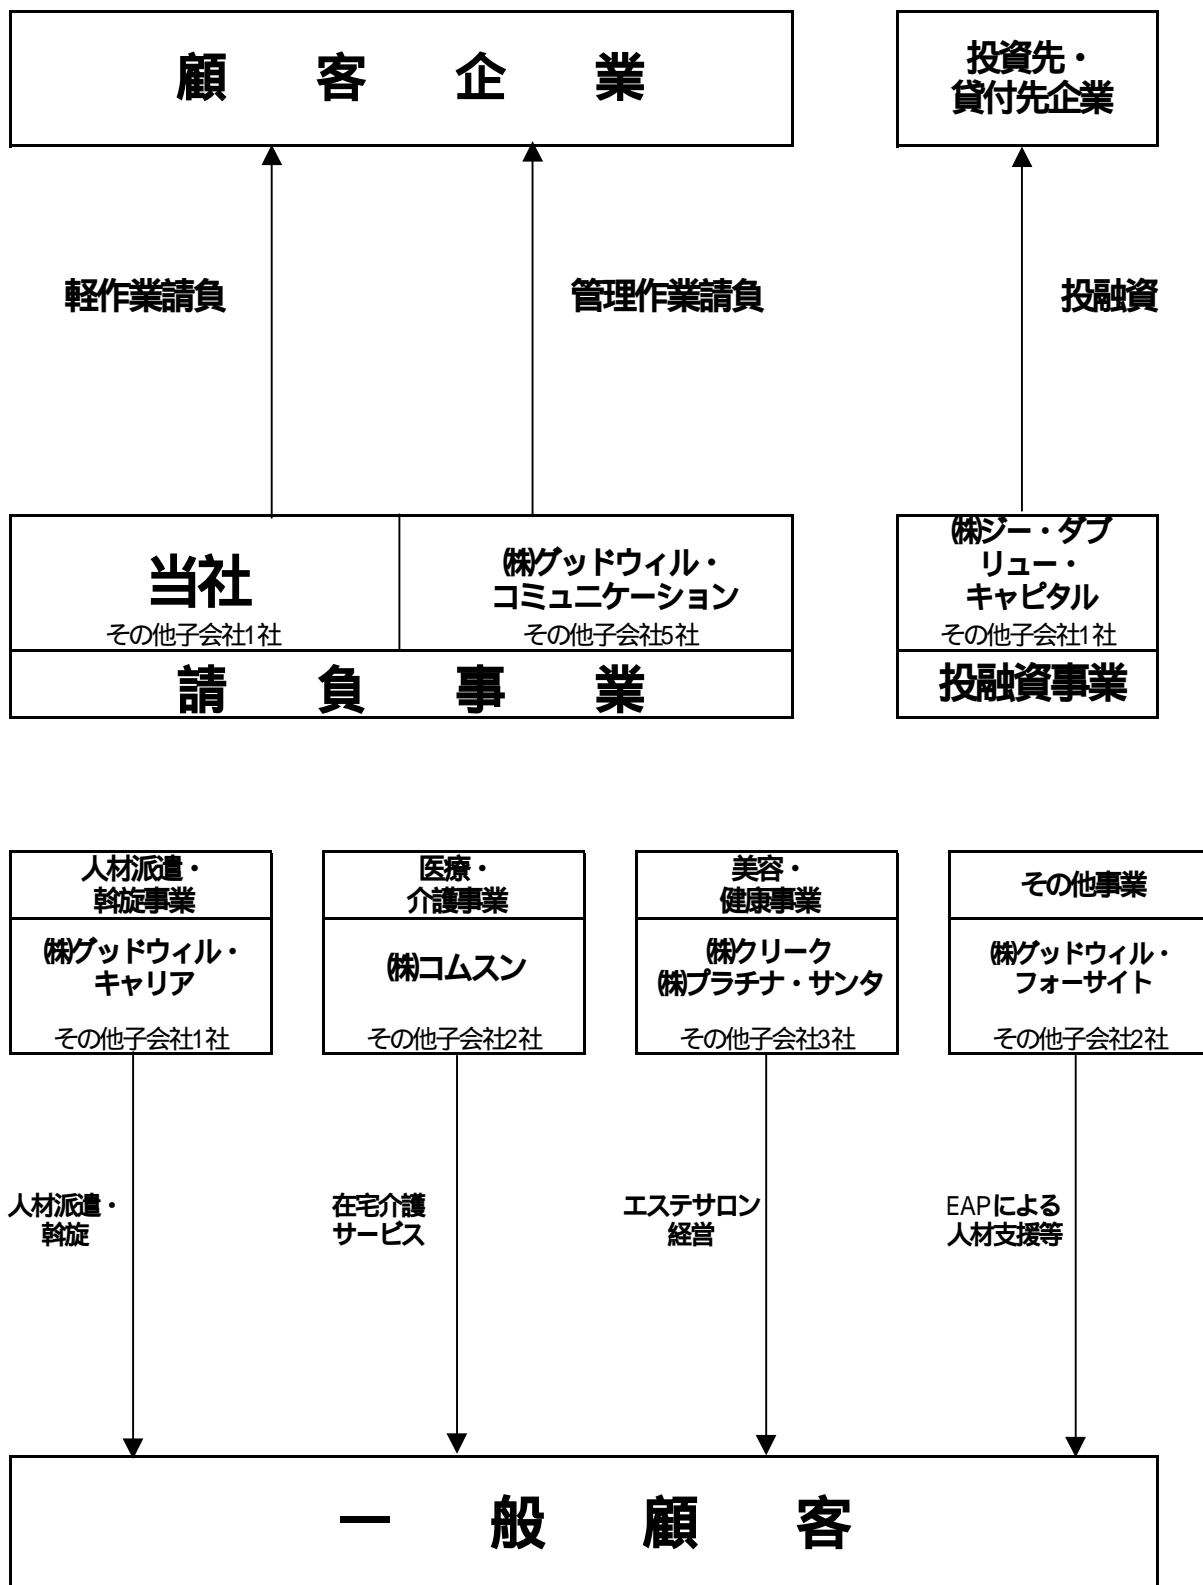 顧客企業
投資先・
貸付先企業
軽作業請負
管理作業請負
投融資
当社
その他子会社1社
㈱グッドウィル・
コミュニケーション
その他子会社5社
請負事業
㈱ジー・ダブ
リュー・
キャピタル
その他子会社1社
投融資事業
人材派遣・
斡旋事業
㈱グッドウィル・
キャリア
その他子会社1社
医療・
介護事業
㈱コムスン
その他子会社2社
美容・
健康事業
㈱クリーク
㈱プラチナ・サンタ
その他子会社3社
その他事業
㈱グッドウィル・
フォーサイト
その他子会社2社
人材派遣・
斡旋
在宅介護
サービス
エステサロン
経営
EAPによる
人材支援等
一般顧客